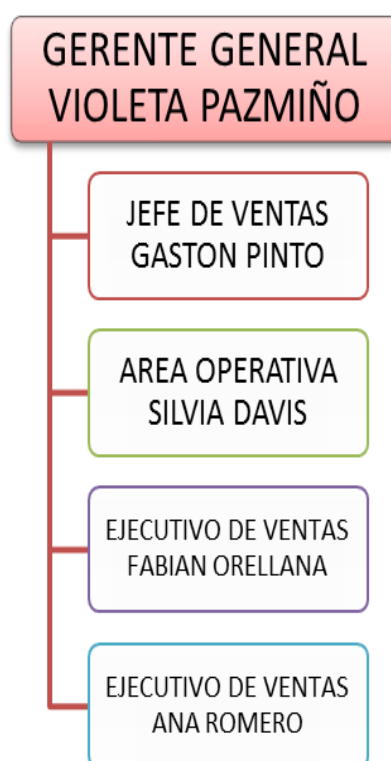 GERENTE GENERAL
VIOLETA PAZMIÑO
JEFE DE VENTAS
GASTON PINTO
AREA OPERATIVA
SILVIA DAVIS
EJECUTIVO DE VENTAS
FABIAN ORELLANA
EJECUTIVO DE VENTAS
ANA ROMERO